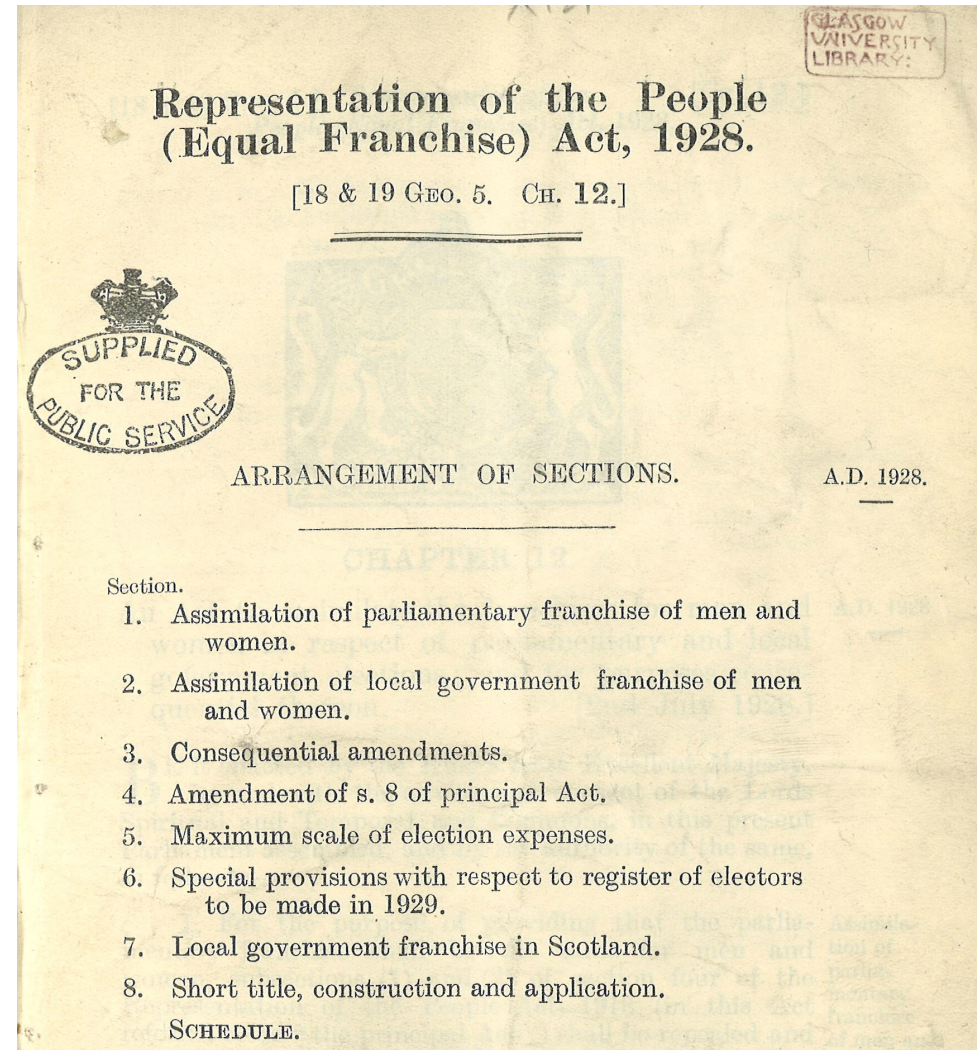 GLASGOW
UNIVERSITY
LIBRARY:
Representation of the People
(Equal Franchise) Act, 1928.
[18 & 19 GEO. 5. CH. 12.]
SUPPLIED
FOR THE
PUBLIC SERVICE
ARRANGEMENT OF SECTIONS.
A.D. 1928.
CHAPTER 12.
Section.
1. Assimilation of parliamentary franchise of men and
women.
2. Assimilation of local government franchise of men
and women.
3. Consequential amendments.
4. Amendment of s. 8 of principal Act.
5. Maximum scale of election expenses.
6. Special provisions with respect to register of electors
to be made in 1929.
7. Local government franchise in Scotland.
8. Short title, construction and application.
SCHEDULE.